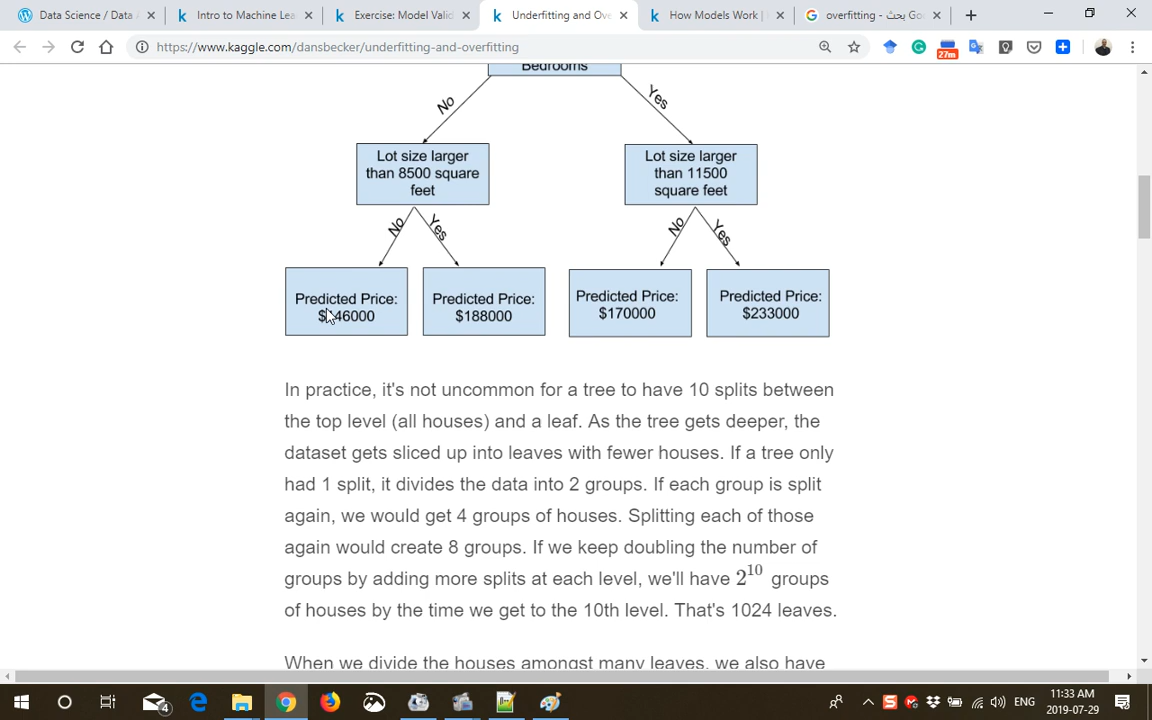 Data Science / Data
Intro to Machine Lea
Exercise: Model Valid
Underfitting and Ove
How Models Work |
overfitting - بحث Goo
https://www.kaggle.com/dansbecker/underfitting-and-overfitting
27m
Bedrooms
No
Yes
Lot size larger
than 8500 square
feet
Lot size larger
than 11500
square feet
No
Yes
No
Yes
Predicted Price:
46000
Predicted Price:
$188000
Predicted Price:
$170000
Predicted Price:
$233000
In practice, it's not uncommon for a tree to have 10 splits between
the top level (all houses) and a leaf. As the tree gets deeper, the
dataset gets sliced up into leaves with fewer houses. If a tree only
had 1 split, it divides the data into 2 groups. If each group is split
again, we would get 4 groups of houses. Splitting each of those
again would create 8 groups. If we keep doubling the number of
groups by adding more splits at each level, we'll have 2^10 groups
of houses by the time we get to the 10th level. That's 1024 leaves.
When we divide the houses amongst many leaves, we also have
4
ENG
11:33 AM
2019-07-29